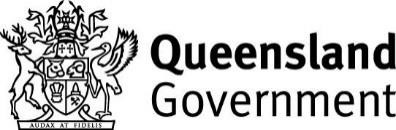 Queensland
Government
AUDAX AT FIDELIS